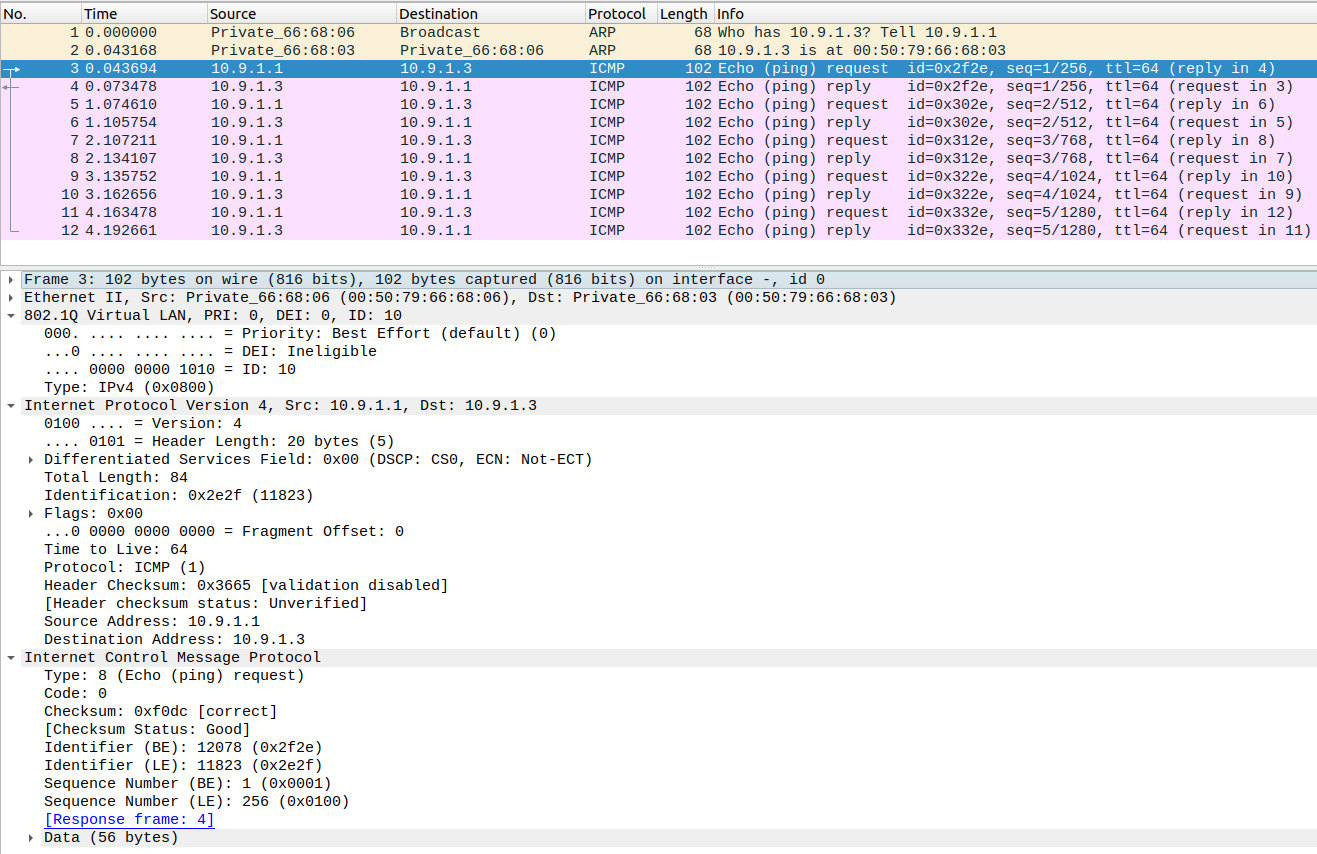 No. Time Source Destination Protocol Length Info
1 0.000000 Private_66:68:06 Broadcast ARP 68 Who has 10.9.1.3? Tell 10.9.1.1
2 0.043168 Private_66:68:03 Private_66:68:06 ARP 68 10.9.1.3 is at 00:50:79:66:68:03
3 0.043694 10.9.1.1 10.9.1.3 ICMP 102 Echo (ping) request id=0x2f2e, seq=1/256, ttl=64 (reply in 4)
4 0.073478 10.9.1.3 10.9.1.1 ICMP 102 Echo (ping) reply id=0x2f2e, seq=1/256, ttl=64 (request in 3)
5 1.074610 10.9.1.1 10.9.1.3 ICMP 102 Echo (ping) request id=0x302e, seq=2/512, ttl=64 (reply in 6)
6 1.105754 10.9.1.3 10.9.1.1 ICMP 102 Echo (ping) reply id=0x302e, seq=2/512, ttl=64 (request in 5)
7 2.107211 10.9.1.1 10.9.1.3 ICMP 102 Echo (ping) request id=0x312e, seq=3/768, ttl=64 (reply in 8)
8 2.134107 10.9.1.3 10.9.1.1 ICMP 102 Echo (ping) reply id=0x312e, seq=3/768, ttl=64 (request in 7)
9 3.135752 10.9.1.1 10.9.1.3 ICMP 102 Echo (ping) request id=0x322e, seq=4/1024, ttl=64 (reply in 10)
10 3.162656 10.9.1.3 10.9.1.1 ICMP 102 Echo (ping) reply id=0x322e, seq=4/1024, ttl=64 (request in 9)
11 4.163478 10.9.1.1 10.9.1.3 ICMP 102 Echo (ping) request id=0x332e, seq=5/1280, ttl=64 (reply in 12)
12 4.192661 10.9.1.3 10.9.1.1 ICMP 102 Echo (ping) reply id=0x332e, seq=5/1280, ttl=64 (request in 11)
Frame 3: 102 bytes on wire (816 bits), 102 bytes captured (816 bits) on interface -, id 0
Ethernet II, Src: Private_66:68:06 (00:50:79:66:68:06), Dst: Private_66:68:03 (00:50:79:66:68:03)
802.1Q Virtual LAN, PRI: 0, DEI: 0, ID: 10
000. .... .... .... = Priority: Best Effort (default) (0)
...0 .... .... .... = DEI: Ineligible
.... 0000 0000 1010 = ID: 10
Type: IPv4 (0x0800)
Internet Protocol Version 4, Src: 10.9.1.1, Dst: 10.9.1.3
0100 .... = Version: 4
.... 0101 = Header Length: 20 bytes (5)
Differentiated Services Field: 0x00 (DSCP: CS0, ECN: Not-ECT)
Total Length: 84
Identification: 0x2e2f (11823)
Flags: 0x00
...0 0000 0000 0000 = Fragment Offset: 0
Time to Live: 64
Protocol: ICMP (1)
Header Checksum: 0x3665 [validation disabled]
[Header checksum status: Unverified]
Source Address: 10.9.1.1
Destination Address: 10.9.1.3
Internet Control Message Protocol
Type: 8 (Echo (ping) request)
Code: 0
Checksum: 0xf0dc [correct]
[Checksum Status: Good]
Identifier (BE): 12078 (0x2f2e)
Identifier (LE): 11823 (0x2e2f)
Sequence Number (BE): 1 (0x0001)
Sequence Number (LE): 256 (0x0100)
[Response frame: 4]
Data (56 bytes)